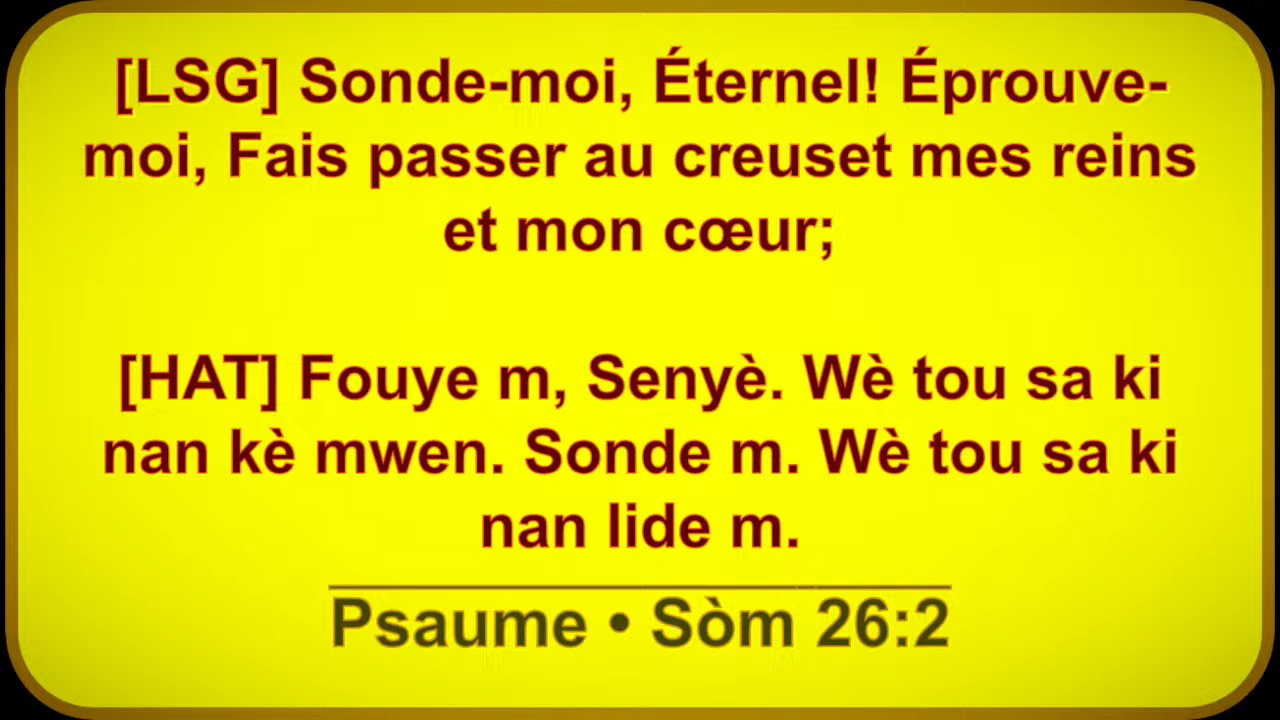 [LSG] Sonde-moi, Éternel! Éprouve-
moi, Fais passer au creuset mes reins
et mon cœur;
[HAT] Fouye m, Senyè. Wè tou sa ki
nan kè mwen. Sonde m. Wè tou sa ki
nan lide m.
Psaume • Sòm 26:2